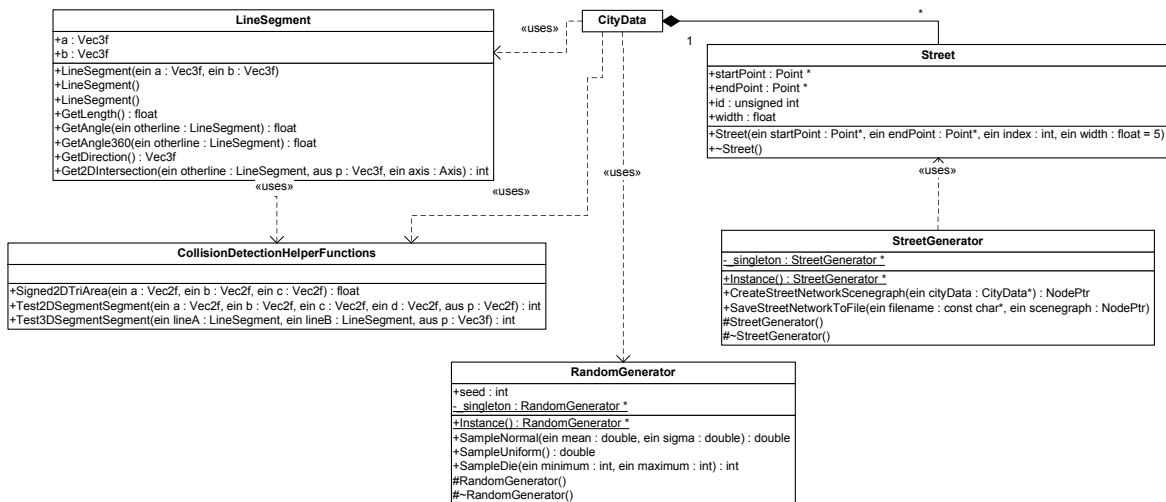 LineSegment
+a : Vec3f
+b : Vec3f
+LineSegment(ein a : Vec3f, ein b : Vec3f)
+LineSegment()
+LineSegment()
+GetLength() : float
+GetAngle(ein otherline : LineSegment) : float
+GetAngle360(ein otherline : LineSegment) : float
+GetDirection() : Vec3f
+Get2DIntersection(ein otherline : LineSegment, aus p : Vec3f, ein axis : Axis) : int
«uses»
CityData
1
*
Street
+startPoint : Point *
+endPoint : Point *
+id : unsigned int
+width : float
+Street(ein startPoint : Point*, ein endPoint : Point*, ein index : int, ein width : float = 5)
+~Street()
«uses»
«uses»
«uses»
«uses»
CollisionDetectionHelperFunctions
+Signed2DTriArea(ein a : Vec2f, ein b : Vec2f, ein c : Vec2f) : float
+Test2DSegmentSegment(ein a : Vec2f, ein b : Vec2f, ein c : Vec2f, ein d : Vec2f, aus p : Vec2f) : int
+Test3DSegmentSegment(ein lineA : LineSegment, ein lineB : LineSegment, aus p : Vec3f) : int
StreetGenerator
-_singleton : StreetGenerator *
+Instance() : StreetGenerator *
+CreateStreetNetworkScenegraph(ein cityData : CityData*) : NodePtr
+SaveStreetNetworkToFile(ein filename : const char*, ein scenegraph : NodePtr)
#StreetGenerator()
#~StreetGenerator()
RandomGenerator
+seed : int
-_singleton : RandomGenerator *
+Instance() : RandomGenerator *
+SampleNormal(ein mean : double, ein sigma : double) : double
+SampleUniform() : double
+SampleDie(ein minimum : int, ein maximum : int) : int
#RandomGenerator()
#~RandomGenerator()